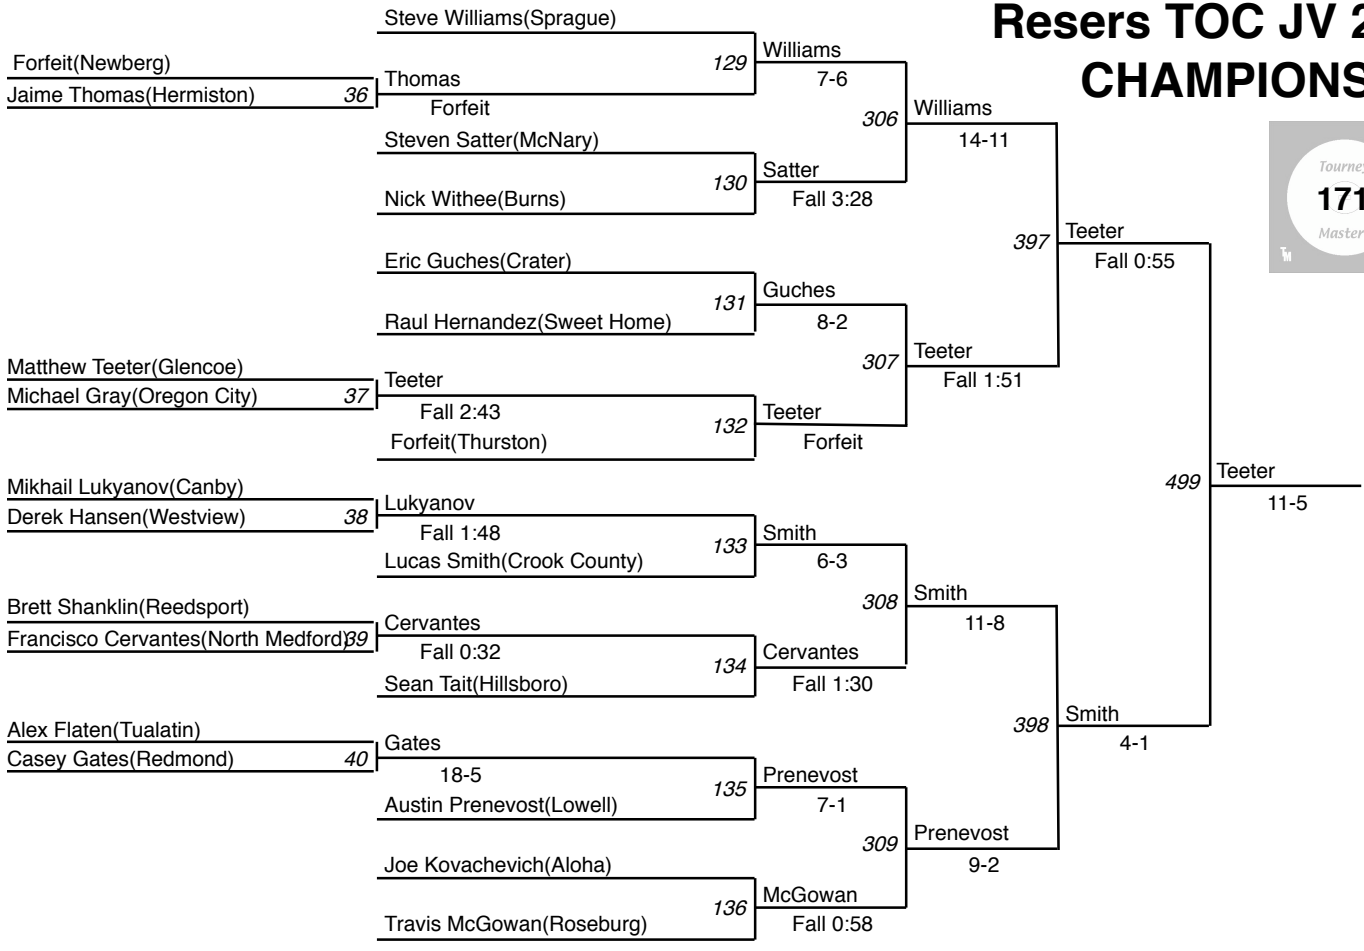 Resers TOC JV 2
CHAMPIONS
Tourney
171
Master
TM
Forfeit(Newberg)
Jaime Thomas(Hermiston)
36
Matthew Teeter(Glencoe)
Michael Gray(Oregon City)
37
Mikhail Lukyanov(Canby)
Derek Hansen(Westview)
38
Brett Shanklin(Reedsport)
Francisco Cervantes(North Medford)
39
Alex Flaten(Tualatin)
Casey Gates(Redmond)
40
Steve Williams(Sprague)
129
Thomas
Forfeit
Steven Satter(McNary)
130
Nick Withee(Burns)
Eric Guches(Crater)
131
Raul Hernandez(Sweet Home)
Teeter
Fall 2:43
132
Forfeit(Thurston)
Lukyanov
Fall 1:48
133
Lucas Smith(Crook County)
Cervantes
Fall 0:32
134
Sean Tait(Hillsboro)
Gates
18-5
135
Austin Prenevost(Lowell)
Joe Kovachevich(Aloha)
136
Travis McGowan(Roseburg)
Williams
7-6
306
Satter
Fall 3:28
Guches
8-2
307
Teeter
Forfeit
Smith
6-3
308
Cervantes
Fall 1:30
Prenevost
7-1
309
McGowan
Fall 0:58
Williams
14-11
397
Teeter
Fall 1:51
Smith
11-8
398
Prenevost
9-2
Teeter
Fall 0:55
499
Smith
4-1
Teeter
11-5